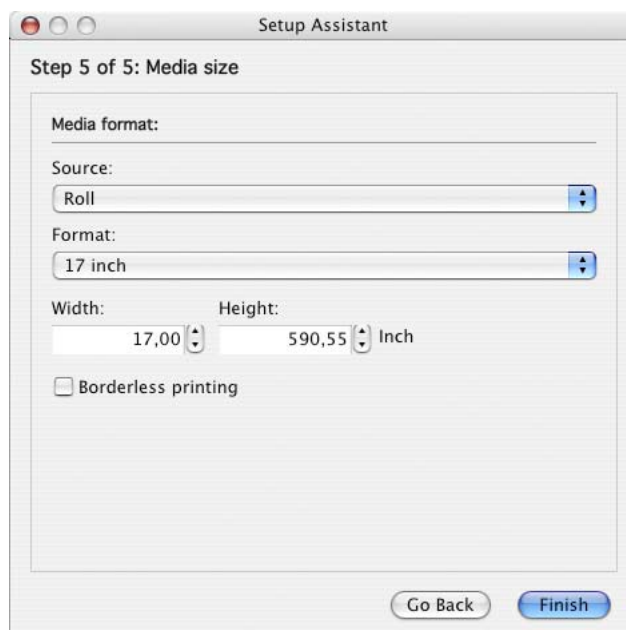 Setup Assistant
Step 5 of 5: Media size
Media format:
Source:
Roll
Format:
17 inch
Width: Height:
17,00 590,55 Inch
Borderless printing
Go Back Finish